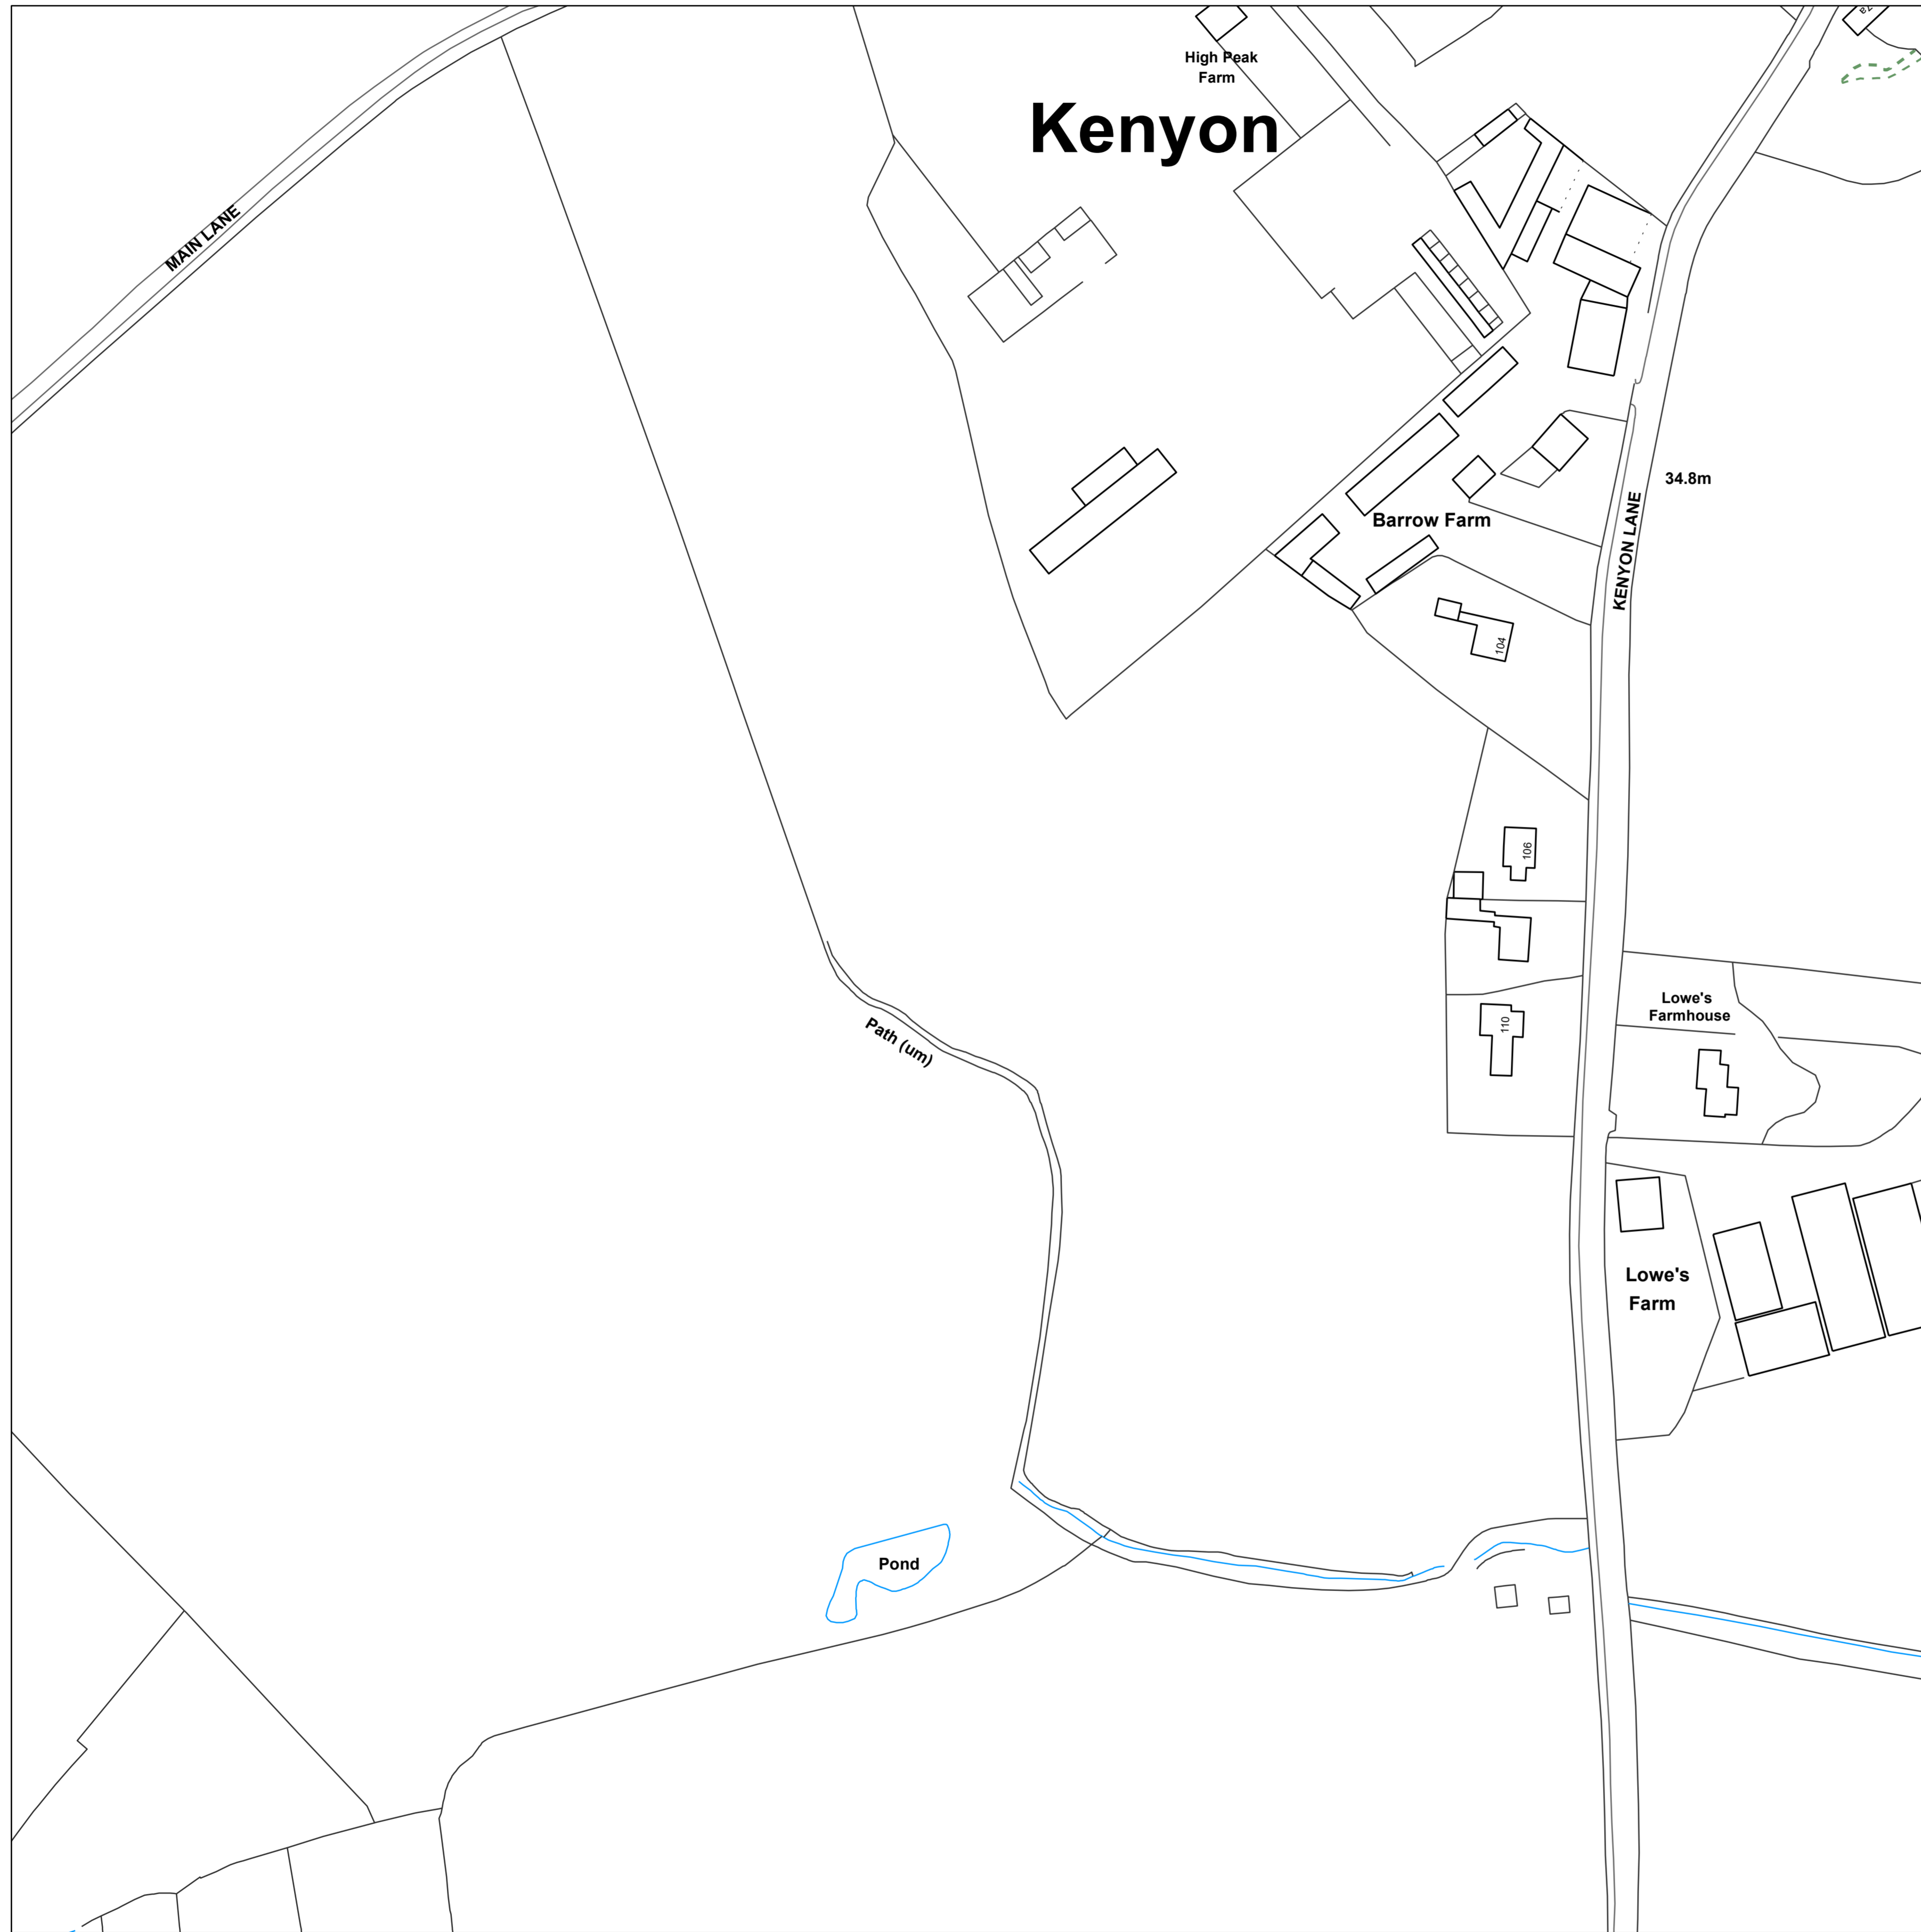 High Peak
Farm
Kenyon
MAIN LANE
34.8m
KENYON LANE
Barrow Farm
104
106
Lowe's
Farmhouse
110
Path (um)
Lowe's
Farm
Pond